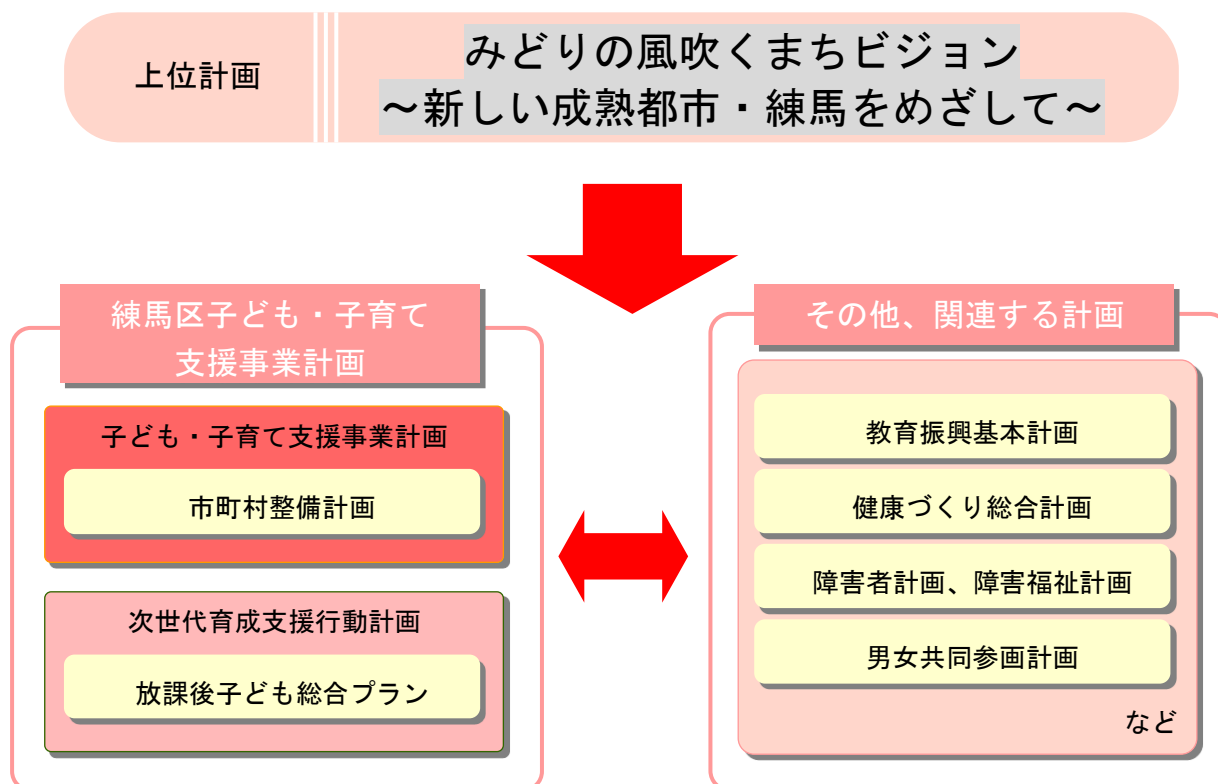 上位計画
みどりの風吹くまちビジョン
～新しい成熟都市・練馬をめざして～
練馬区子ども・子育て
支援事業計画
子ども・子育て支援事業計画
市町村整備計画
次世代育成支援行動計画
放課後子ども総合プラン
その他、関連する計画
教育振興基本計画
健康づくり総合計画
障害者計画、障害福祉計画
男女共同参画計画
など